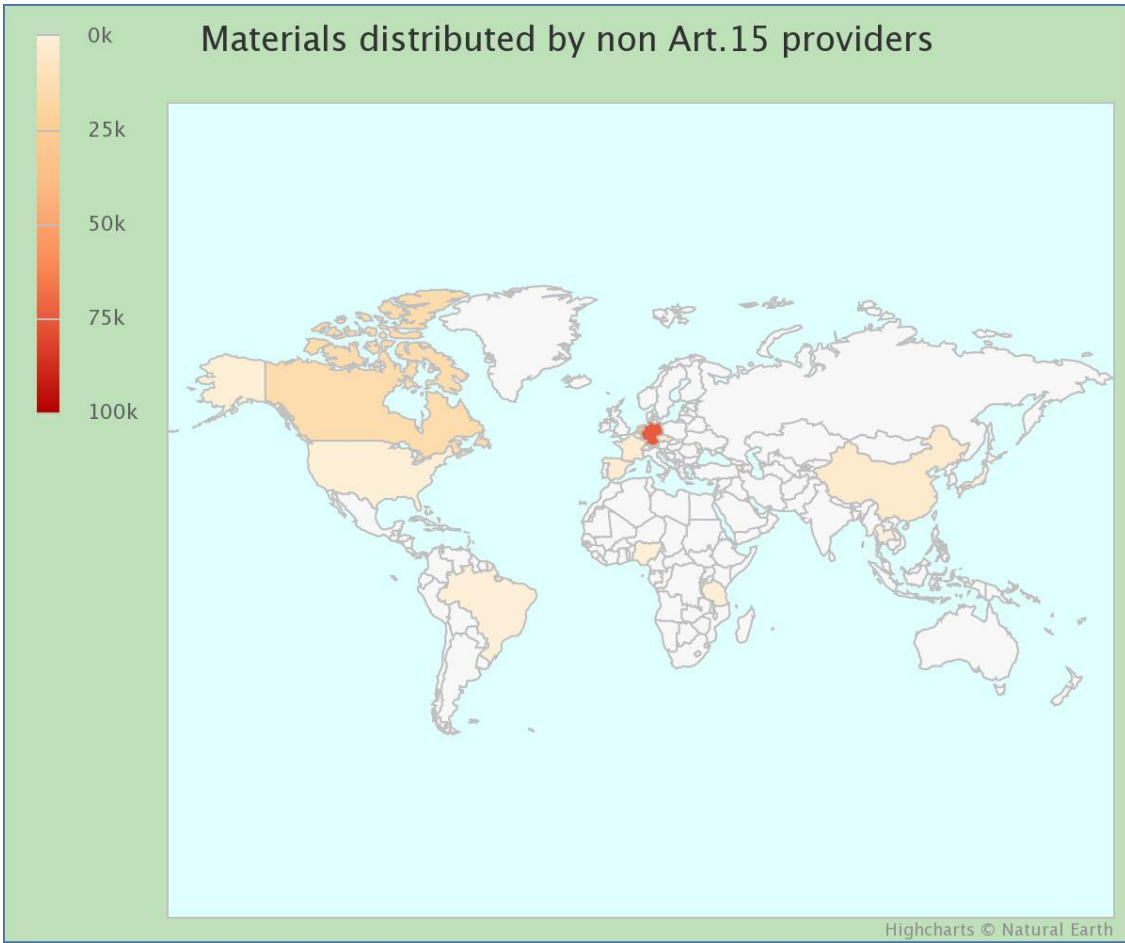 Materials distributed by non Art.15 providers
0k
25k
50k
75k
100k
Highcharts © Natural Earth